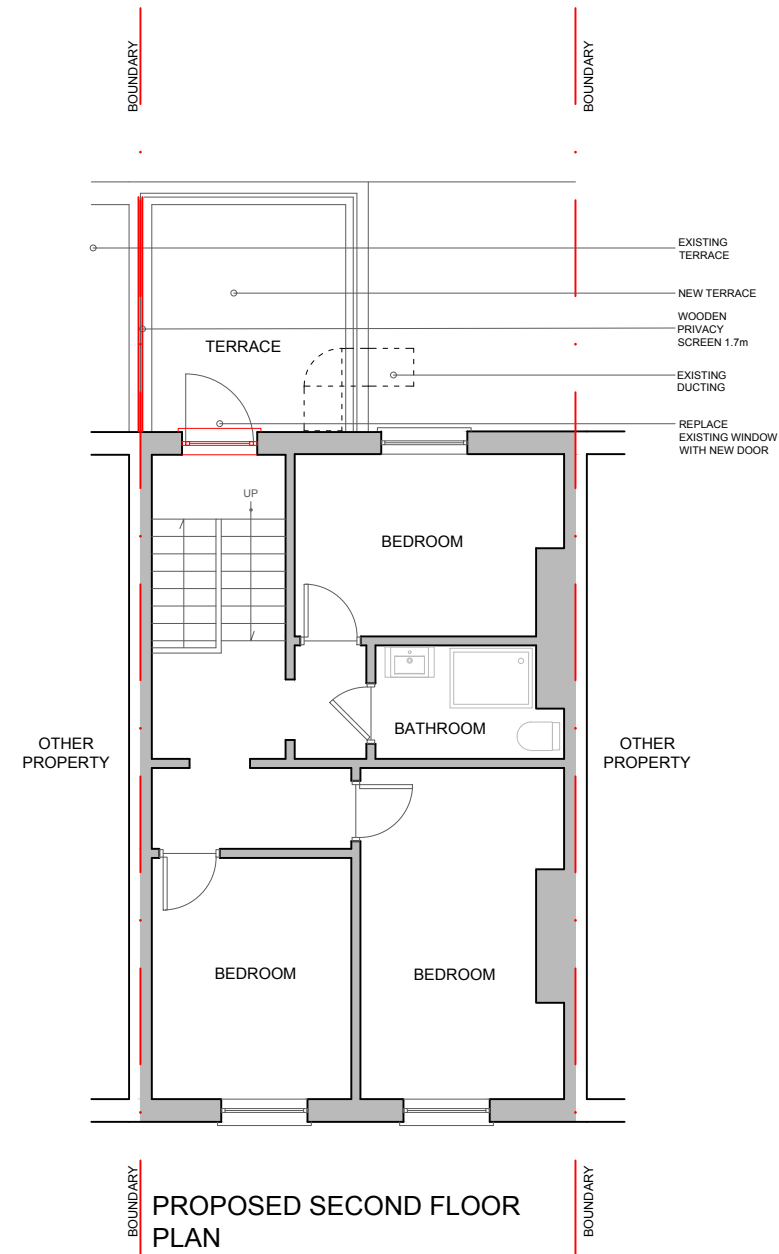 BOUNDARY
BOUNDARY
EXISTING
TERRACE
NEW TERRACE
WOODEN
PRIVACY
SCREEN 1.7m
TERRACE
EXISTING
DUCTING
REPLACE
EXISTING WINDOW
WITH NEW DOOR
UP
BEDROOM
BATHROOM
OTHER
PROPERTY
OTHER
PROPERTY
BEDROOM
BEDROOM
BOUNDARY
BOUNDARY
PROPOSED SECOND FLOOR
PLAN